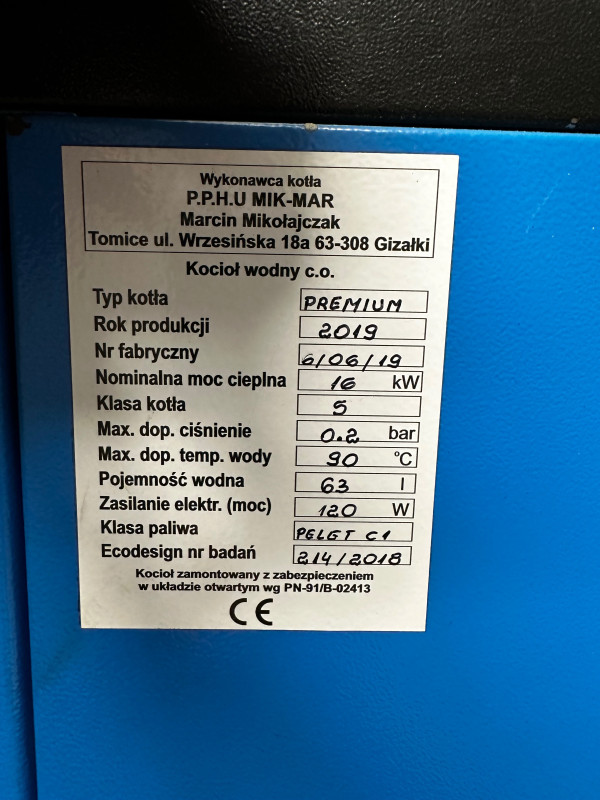 Wykonawca kotła
P.P.H.U MIK-MAR
Marcin Mikołajczak
Tomice ul. Wrzesińska 18a 63-308 Gizałki
Kocioł wodny c.o.
Typ kotła PREMIUM
Rok produkcji 2019
Nr fabryczny 6/06/19
Nominalna moc cieplna 16 kW
Klasa kotła 5
Max. dop. ciśnienie 0.2 bar
Max. dop. temp. wody 90 °C
Pojemność wodna 63 l
Zasilanie elektr. (moc) 120 W
Klasa paliwa PELET C1
Ecodesign nr badań 214/2018
Kocioł zamontowany z zabezpieczeniem
w układzie otwartym wg PN-91/B-02413
CE